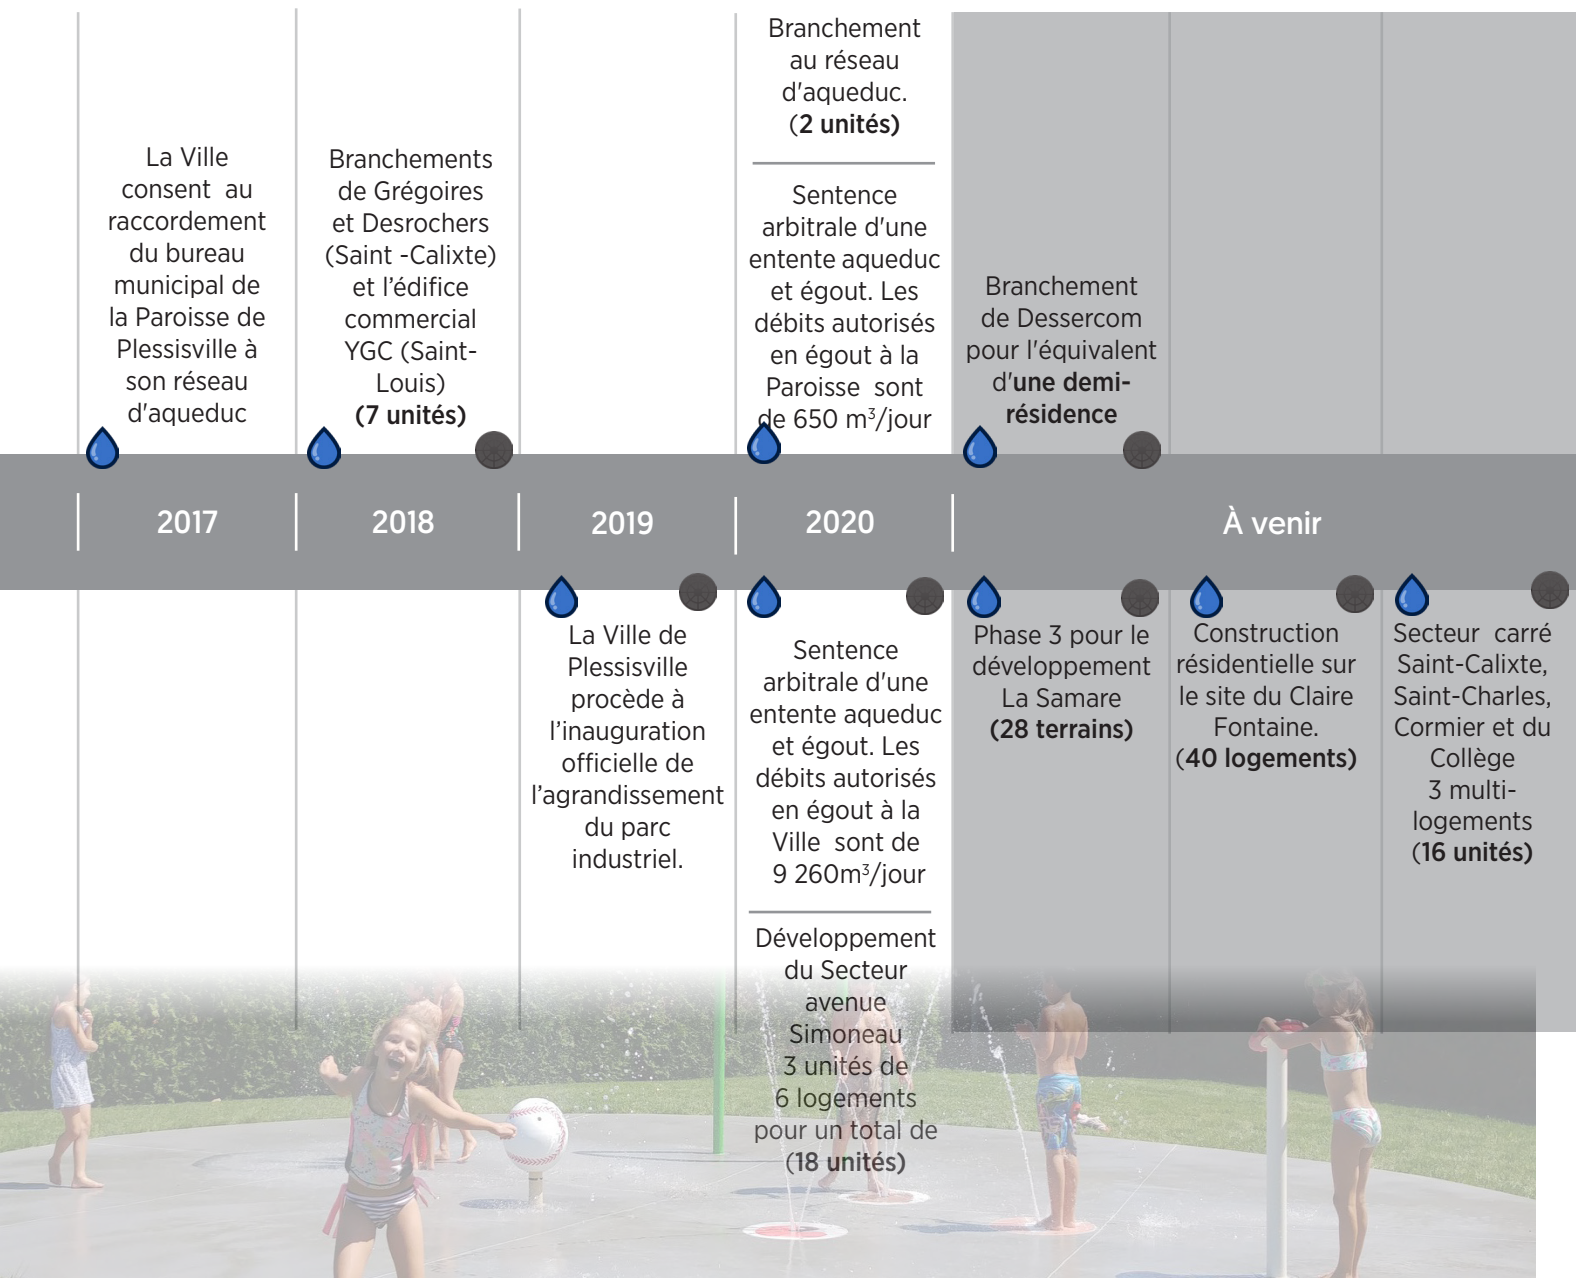 La Ville
consent au
raccordement
du bureau
municipal de
la Paroisse de
Plessisville à
son réseau
d'aqueduc
Branchements
de Grégoires
et Desrochers
(Saint -Calixte)
et l'édifice
commercial
YGC (Saint-
Louis)
(7 unités)
Branchement
au réseau
d'aqueduc.
(2 unités)
Sentence
arbitrale d'une
entente aqueduc
et égout. Les
débits autorisés
en égout à la
Paroisse sont
de 650 m³/jour
Branchement
de Dessercom
pour l'équivalent
d'une demi-
résidence
2017
2018
2019
2020
À venir
La Ville de
Plessisville
procède à
l'inauguration
officielle de
l'agrandissement
du parc
industriel.
Sentence
arbitrale d'une
entente aqueduc
et égout. Les
débits autorisés
en égout à la
Ville sont de
9 260m³/jour
Développement
du Secteur
avenue
Simoneau
3 unités de
6 logements
pour un total de
(18 unités)
Phase 3 pour le
développement
La Samare
(28 terrains)
Construction
résidentielle sur
le site du Claire
Fontaine.
(40 logements)
Secteur carré
Saint-Calixte,
Saint-Charles,
Cormier et du
Collège
3 multi-
logements
(16 unités)